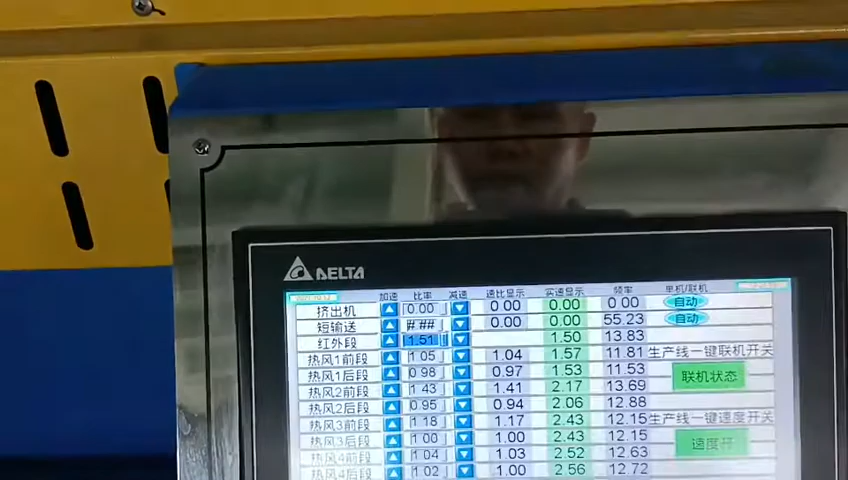 DELTA
加速 比率 减速 速比显示 实速显示 频率 单机/联机
挤出机 0.00 0.00 0.00 0.00 自动
短输送 #.## 0.00 0.00 55.23 自动
红外段 1.51 1.50 13.83
热风1前段 1.05 1.04 1.57 11.81 生产线一键联机开关
热风1后段 0.98 0.97 1.53 11.53 联机状态
热风2前段 1.43 1.41 2.17 13.69
热风2后段 0.95 0.94 2.06 12.88
热风3前段 1.18 1.17 2.43 12.15 生产线一键速度开关
热风3后段 1.00 1.00 2.43 12.15 速度开
热风4前段 1.04 1.03 2.52 12.63
热风4后段 1.02 1.00 2.56 12.72